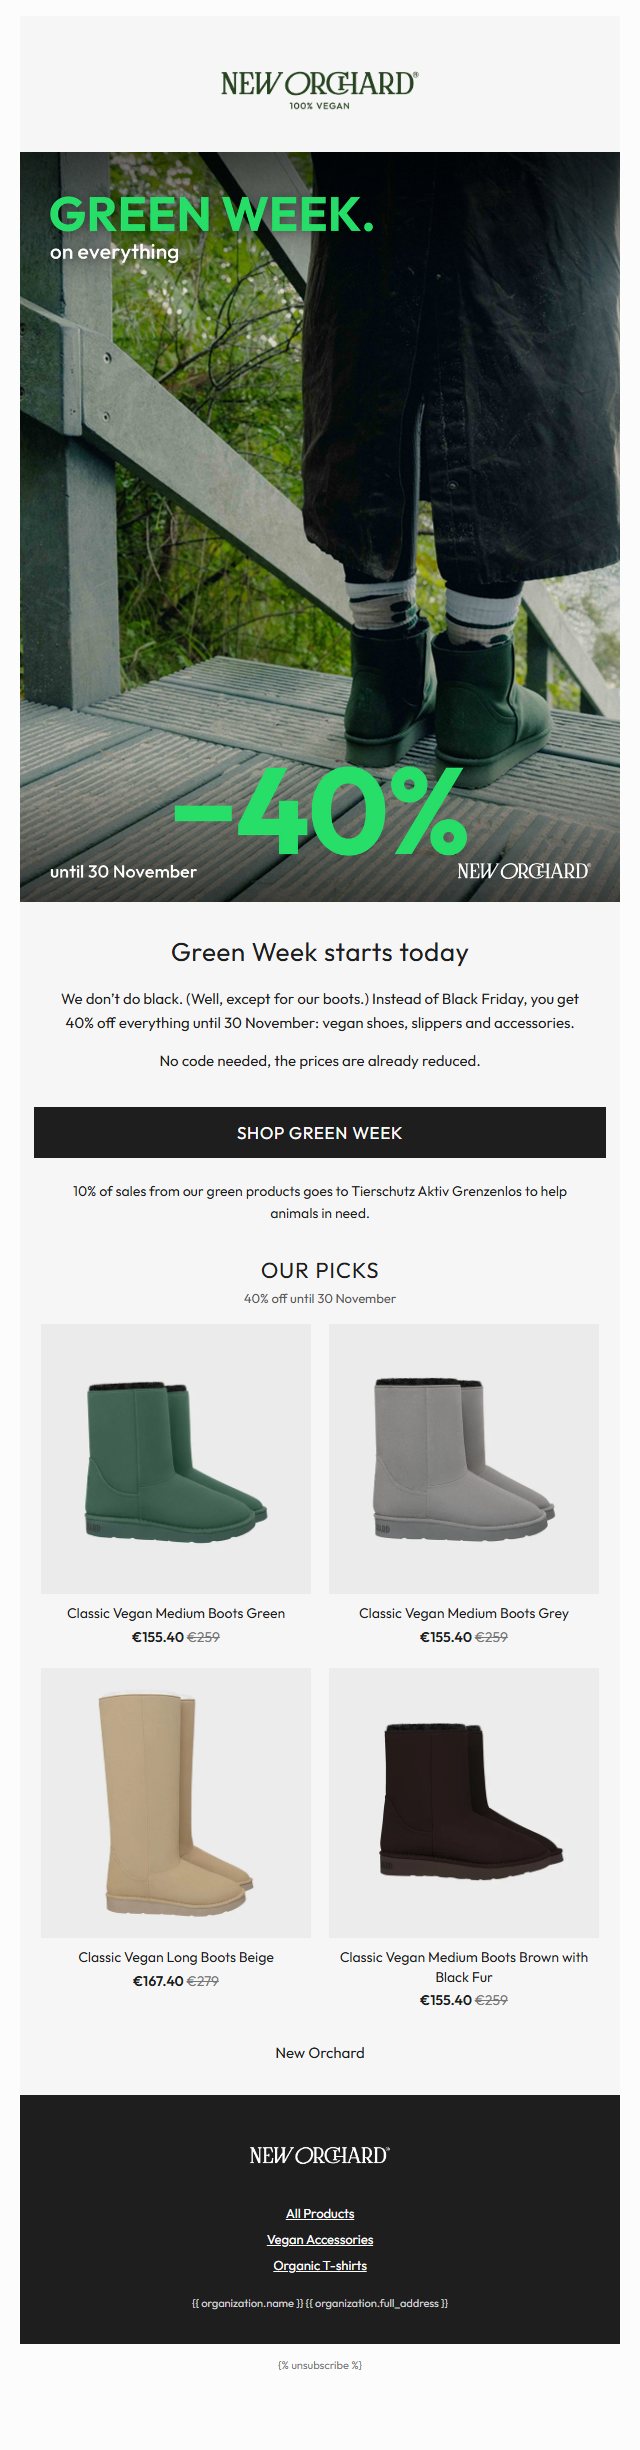 NEW ORCHARD®
100% VEGAN
GREEN WEEK.
on everything
–40%
until 30 November
NEW ORCHARD®
Green Week starts today
We don’t do black. (Well, except for our boots.) Instead of Black Friday, you get
40% off everything until 30 November: vegan shoes, slippers and accessories.
No code needed, the prices are already reduced.
SHOP GREEN WEEK
10% of sales from our green products goes to Tierschutz Aktiv Grenzenlos to help
animals in need.
OUR PICKS
40% off until 30 November
Classic Vegan Medium Boots Green
€155.40 €259
Classic Vegan Medium Boots Grey
€155.40 €259
Classic Vegan Long Boots Beige
€167.40 €279
Classic Vegan Medium Boots Brown with
Black Fur
€155.40 €259
New Orchard
NEW ORCHARD®
All Products
Vegan Accessories
Organic T-shirts
{{ organization.name }} {{ organization.full_address }}
{% unsubscribe %}